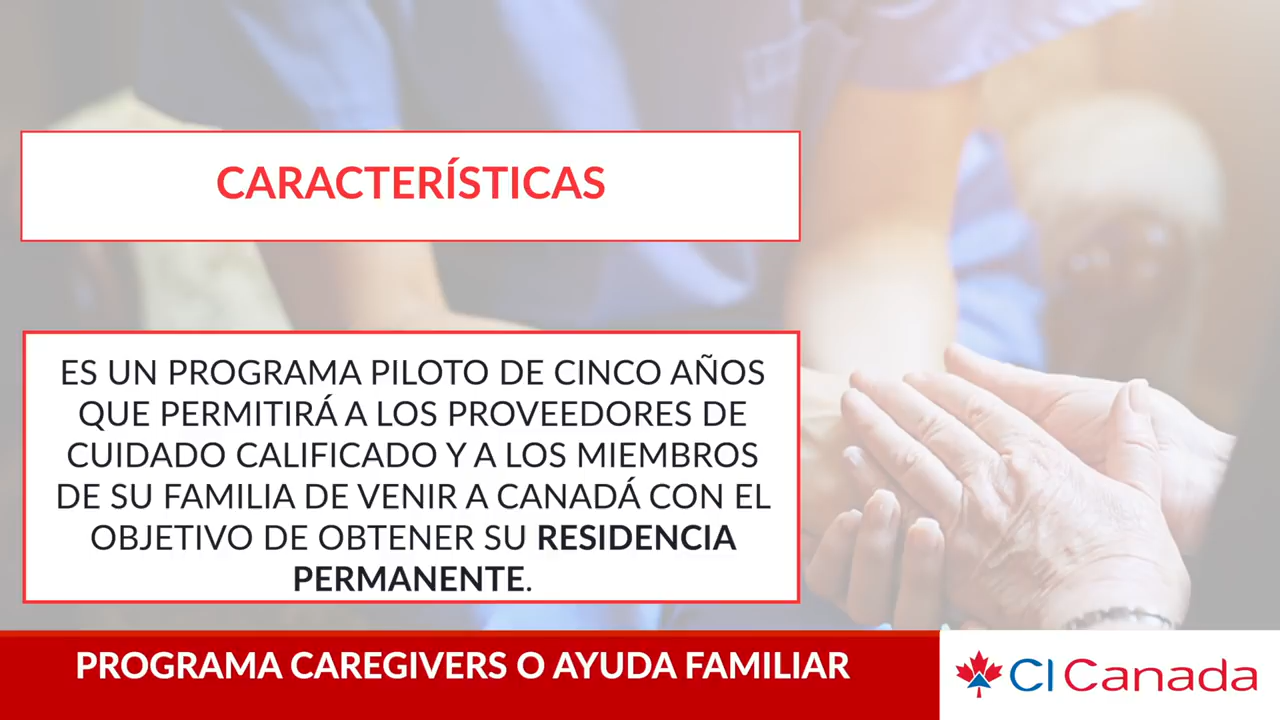 CARACTERÍSTICAS
ES UN PROGRAMA PILOTO DE CINCO AÑOS
QUE PERMITIRÁ A LOS PROVEEDORES DE
CUIDADO CALIFICADO Y A LOS MIEMBROS
DE SU FAMILIA DE VENIR A CANADÁ CON EL
OBJETIVO DE OBTENER SU RESIDENCIA
PERMANENTE.
PROGRAMA CAREGIVERS O AYUDA FAMILIAR
CI Canada